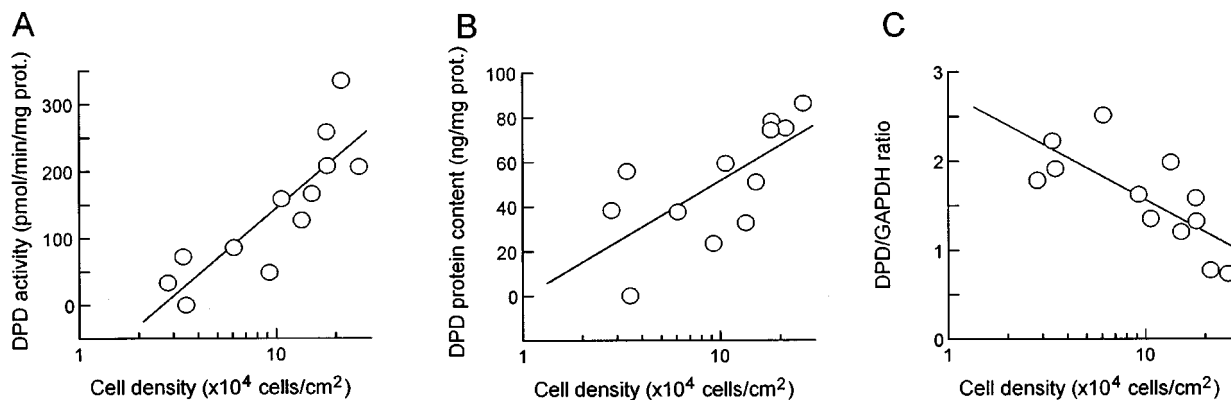 A
DPD activity (pmol/min/mg prot.)
300
200
100
0
1
10
Cell density (x10⁴ cells/cm²)
B
DPD protein content (ng/mg prot.)
100
80
60
40
20
0
1
10
Cell density (x10⁴ cells/cm²)
C
DPD/GAPDH ratio
3
2
1
0
1
10
Cell density (x10⁴ cells/cm²)